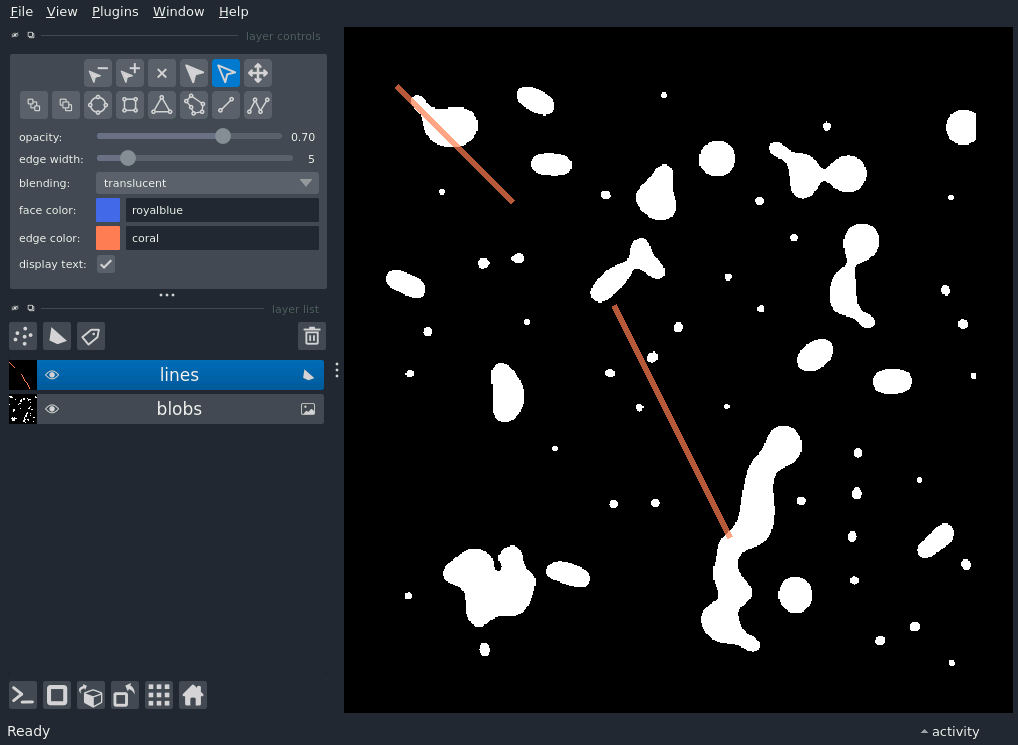 File View Plugins Window Help
layer controls
opacity: 0.70
edge width: 5
blending: translucent
face color: royalblue
edge color: coral
display text:
layer list
lines
blobs
Ready
activity